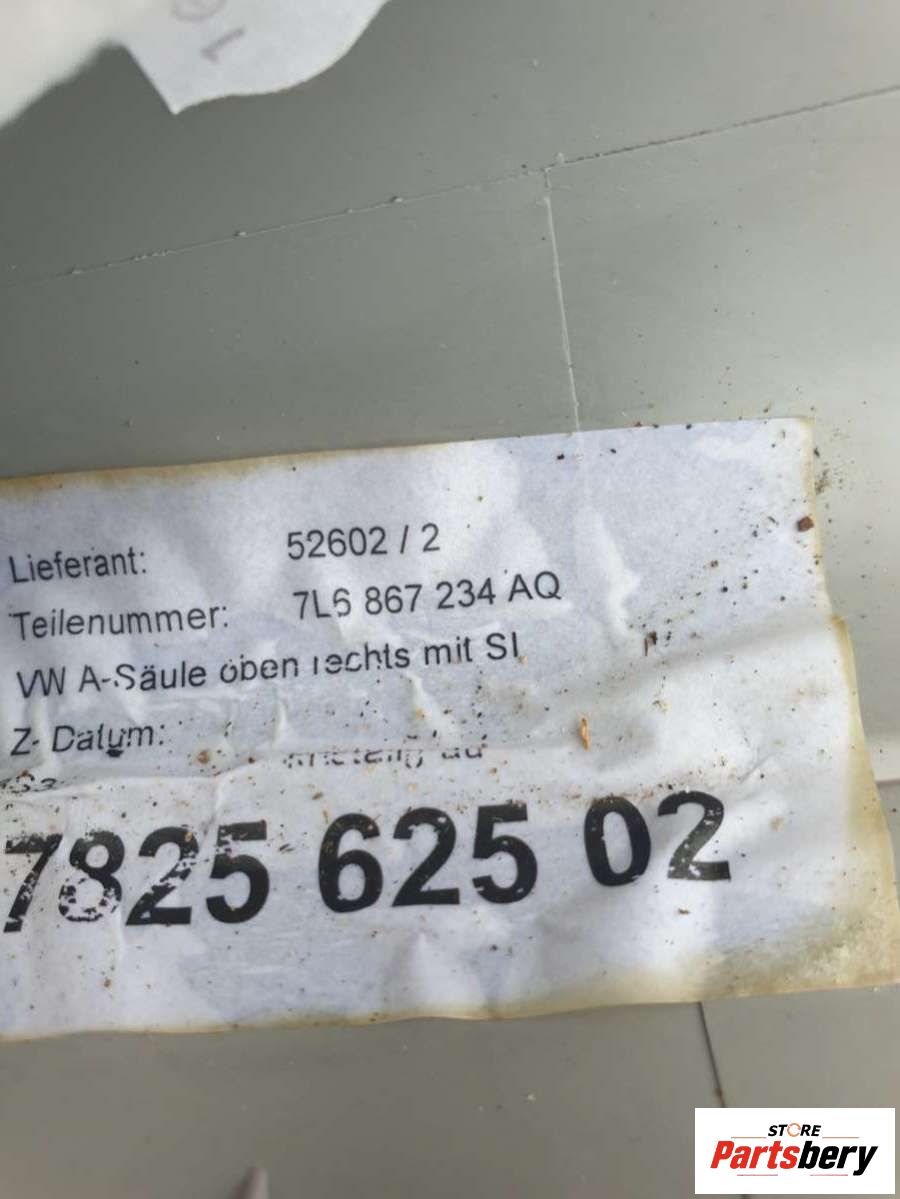 1
Lieferant: 52602 / 2
Teilenummer: 7L6 867 234 AQ
VW A-Säule oben rechts mit SI
Z- Datum:
7825 625 02
STORE
Partsbery